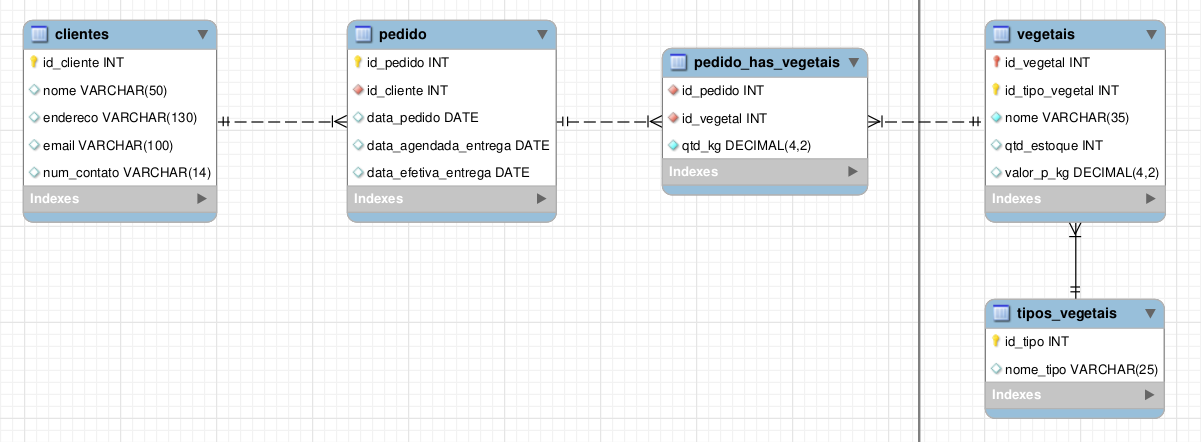 clientes
id_cliente INT
nome VARCHAR(50)
endereco VARCHAR(130)
email VARCHAR(100)
num_contato VARCHAR(14)
Indexes
pedido
id_pedido INT
id_cliente INT
data_pedido DATE
data_agendada_entrega DATE
data_efetiva_entrega DATE
Indexes
pedido_has_vegetais
id_pedido INT
id_vegetal INT
qtd_kg DECIMAL(4,2)
Indexes
vegetais
id_vegetal INT
id_tipo_vegetal INT
nome VARCHAR(35)
qtd_estoque INT
valor_p_kg DECIMAL(4,2)
Indexes
tipos_vegetais
id_tipo INT
nome_tipo VARCHAR(25)
Indexes